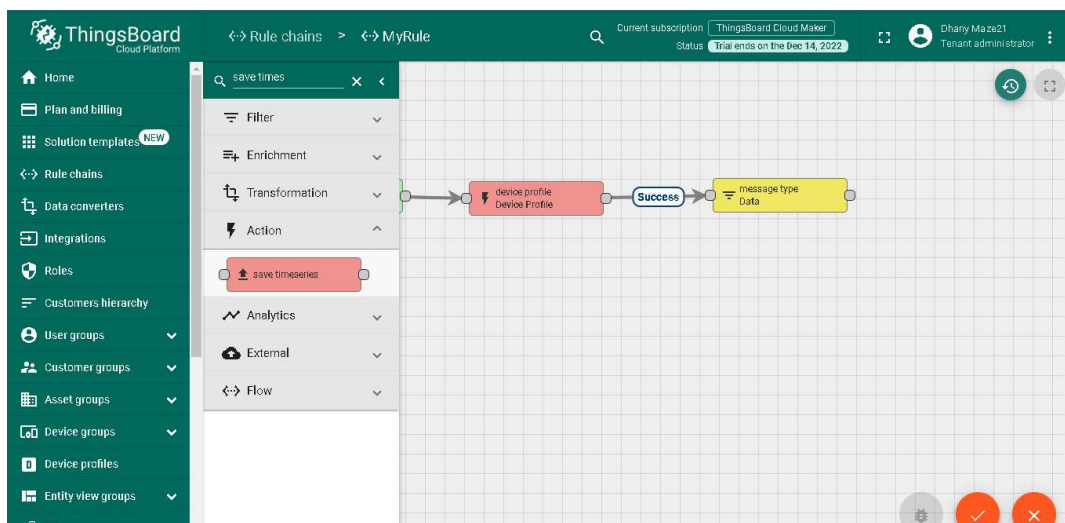 ThingsBoard
Cloud Platform
Rule chains > MyRule
Current subscription ThingsBoard Cloud Maker
Status Trial ends on the Dec 14, 2022
Dhany Maze21
Tenant administrator
Home
Plan and billing
Solution templates NEW
Rule chains
Data converters
Integrations
Roles
Customers hierarchy
User groups
Customer groups
Asset groups
Device groups
Device profiles
Entity view groups
save times
Filter
Enrichment
Transformation
Action
save timeseries
Analytics
External
Flow
device profile
Device Profile
Success
message type
Data